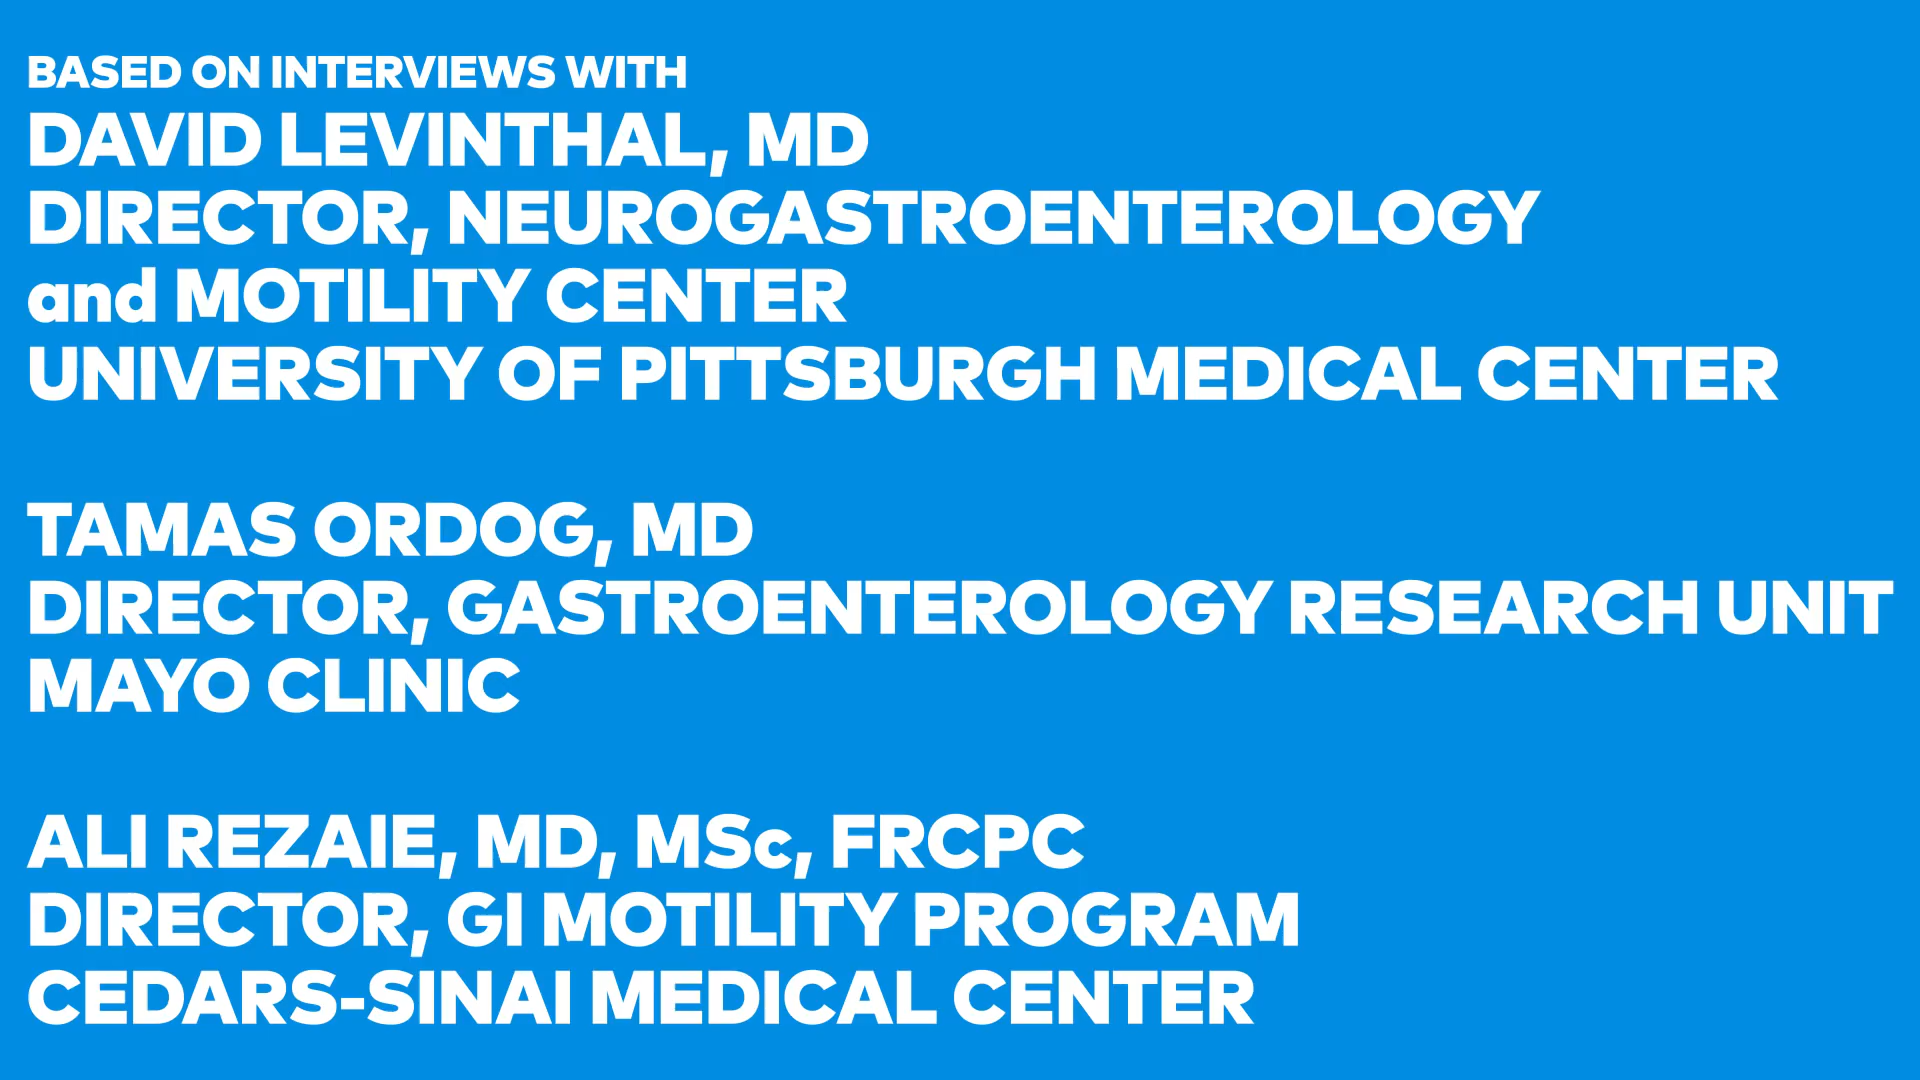 BASED ON INTERVIEWS WITH
DAVID LEVINTHAL, MD
DIRECTOR, NEUROGASTROENTEROLOGY
and MOTILITY CENTER
UNIVERSITY OF PITTSBURGH MEDICAL CENTER
TAMAS ORDOG, MD
DIRECTOR, GASTROENTEROLOGY RESEARCH UNIT
MAYO CLINIC
ALI REZAIE, MD, MSc, FRCPC
DIRECTOR, GI MOTILITY PROGRAM
CEDARS-SINAI MEDICAL CENTER